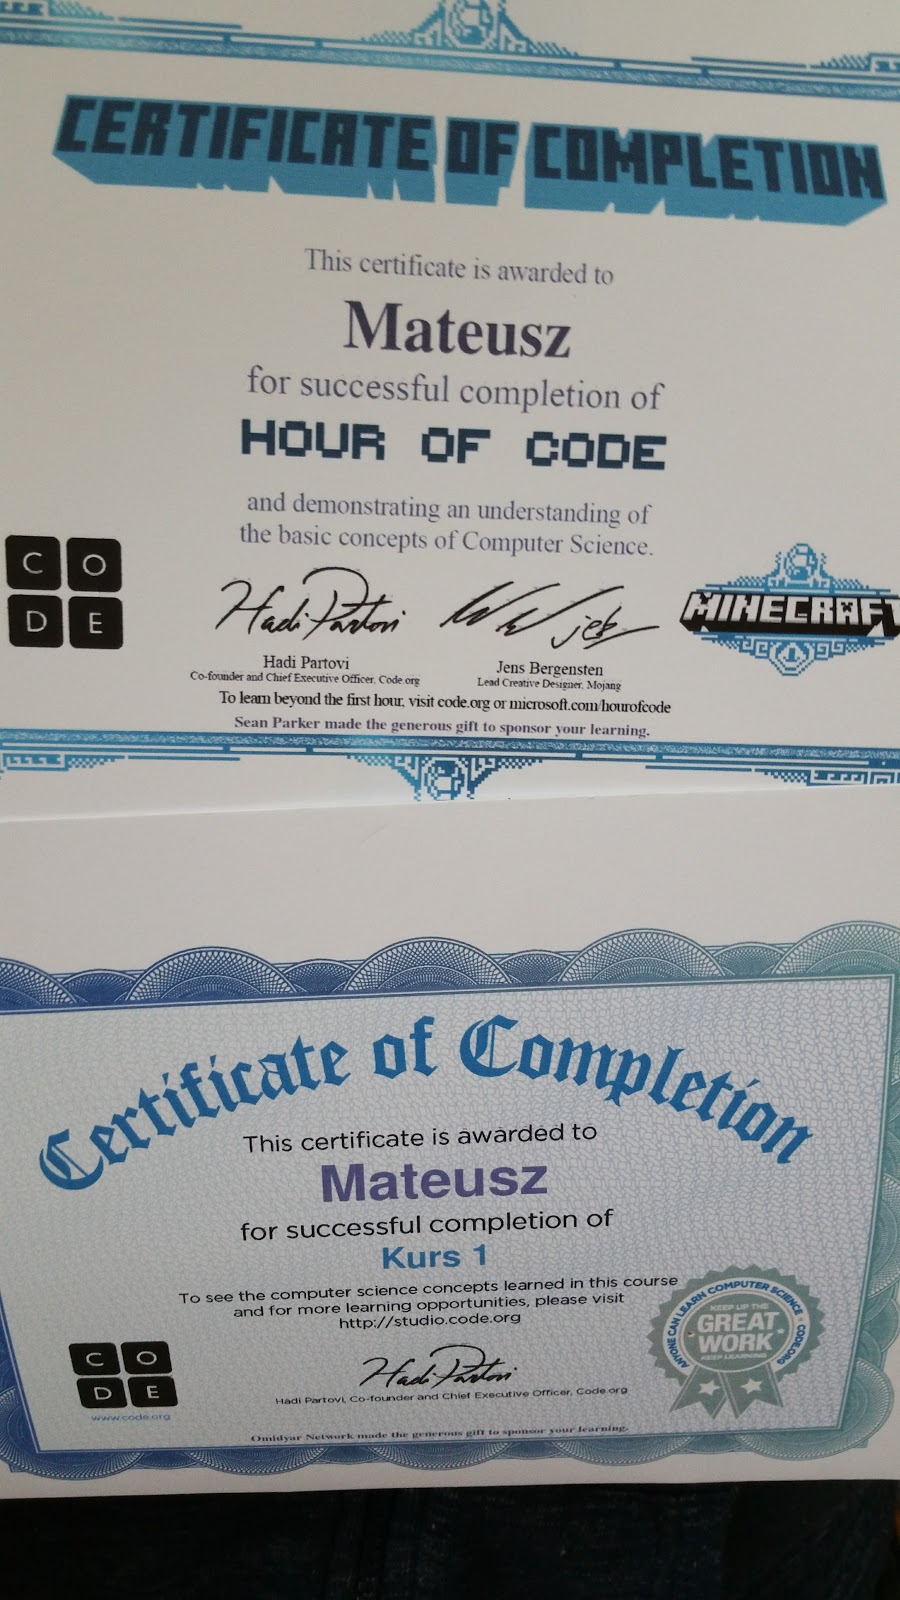 CERTIFICATE OF COMPLETION
This certificate is awarded to
Mateusz
for successful completion of
HOUR OF CODE
and demonstrating an understanding of
the basic concepts of Computer Science.
C O
D E
Hadi Partovi
Jeb
MINECRAFT
Hadi Partovi
Co-founder and Chief Executive Officer, Code.org
Jens Bergensten
Lead Creative Designer, Mojang
To learn beyond the first hour, visit code.org or microsoft.com/hourofcode
Sean Parker made the generous gift to sponsor your learning.
Certificate of Completion
This certificate is awarded to
Mateusz
for successful completion of
Kurs 1
To see the computer science concepts learned in this course
and for more learning opportunities, please visit
http://studio.code.org
C O
D E
www.code.org
Hadi Partovi
Hadi Partovi, Co-founder and Chief Executive Officer, Code.org
ANYONE CAN LEARN COMPUTER SCIENCE • CODE.ORG
KEEP UP THE
GREAT
WORK
KEEP LEARNING
Omidyar Network made the generous gift to sponsor your learning.